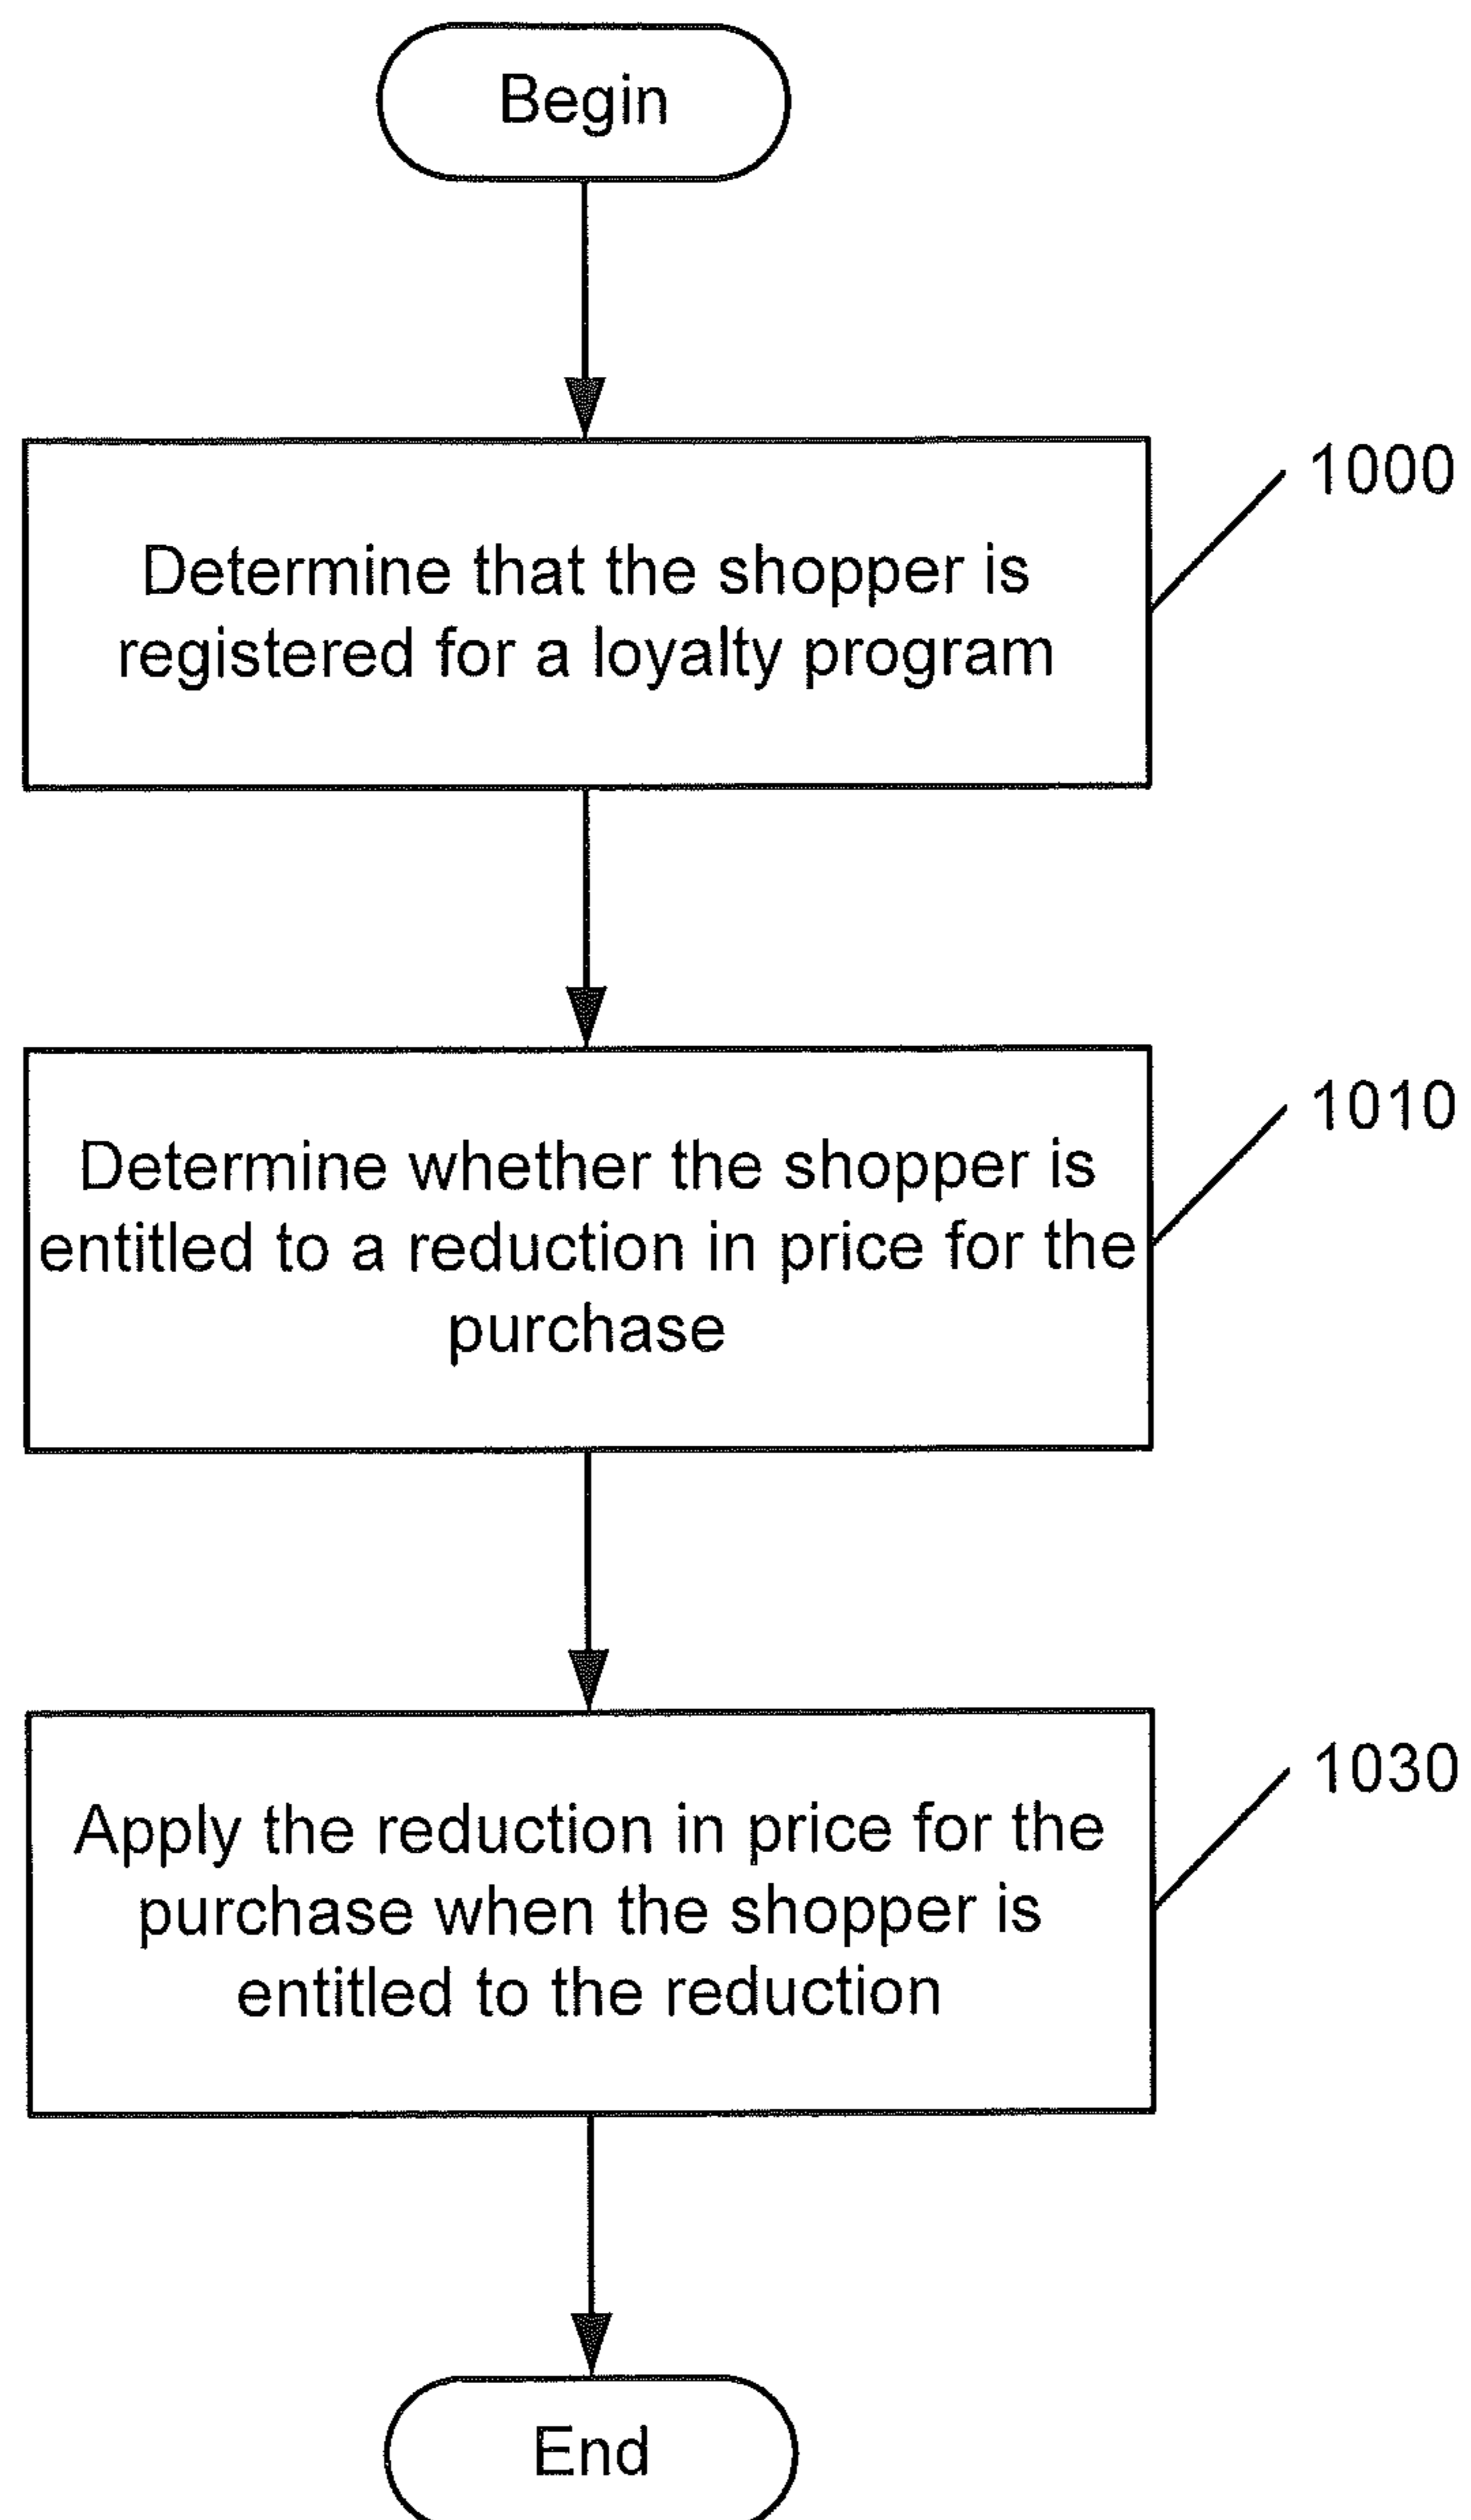 Begin
1000
Determine that the shopper is
registered for a loyalty program
1010
Determine whether the shopper is
entitled to a reduction in price for the
purchase
1030
Apply the reduction in price for the
purchase when the shopper is
entitled to the reduction
End